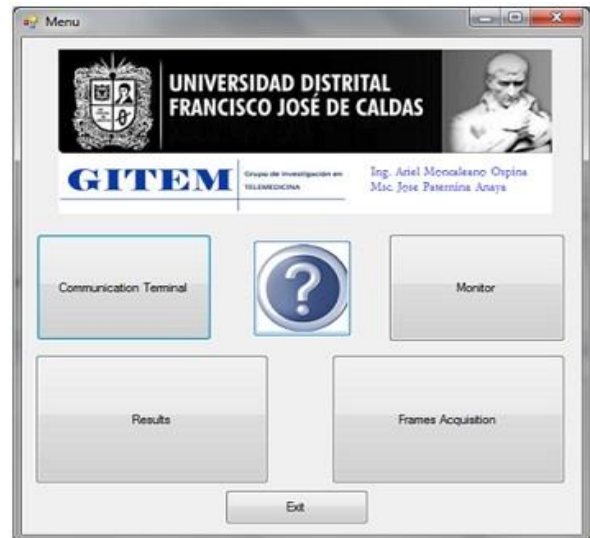 Menu
UNIVERSIDAD DISTRITAL
FRANCISCO JOSÉ DE CALDAS
GITEM
Grupo de Investigación en
TELEMEDICINA
Ing. Ariel Moncaleano Ospina
Msc. Jose Paternina Anaya
Communication Terminal
?
Monitor
Results
Frames Acquisition
Exit